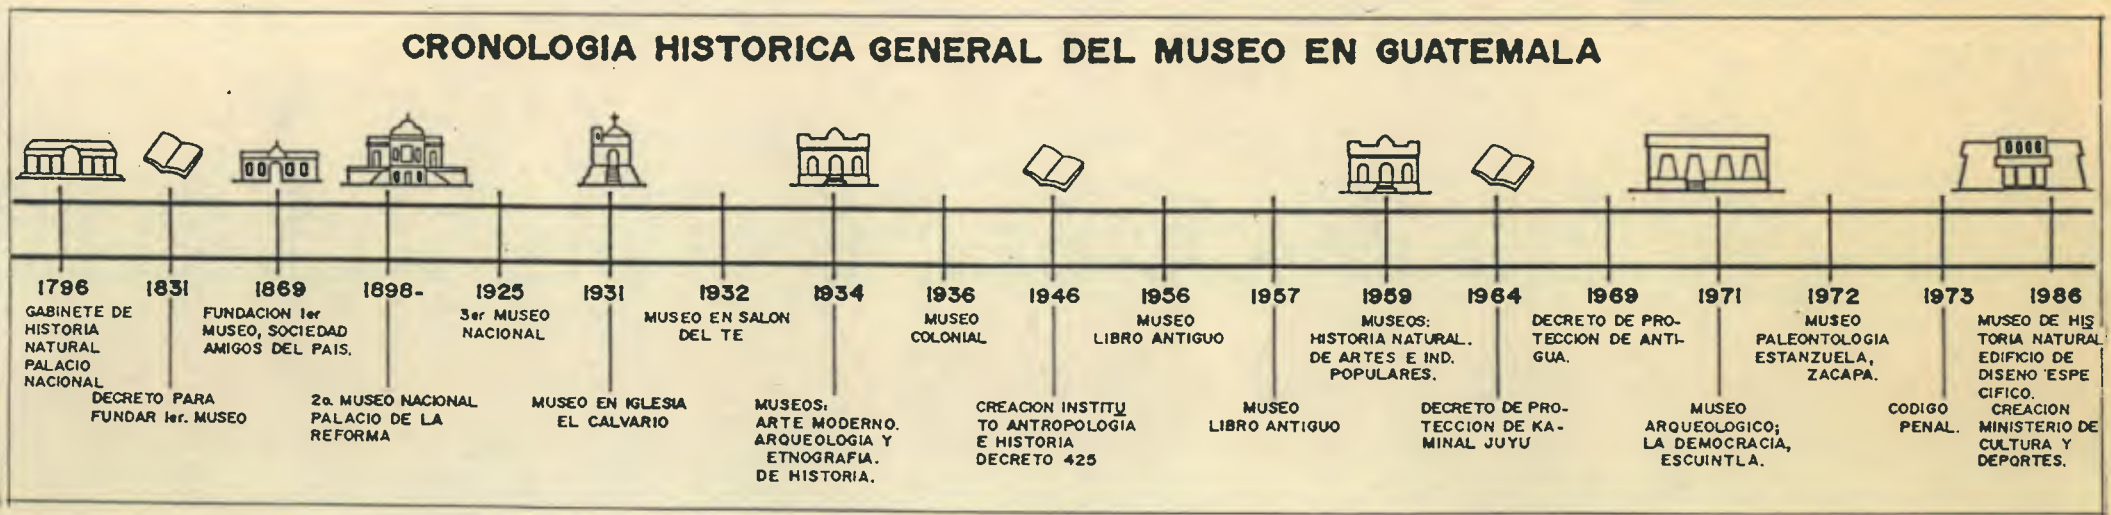 CRONOLOGIA HISTORICA GENERAL DEL MUSEO EN GUATEMALA
1796
GABINETE DE
HISTORIA
NATURAL
PALACIO
NACIONAL
1831
DECRETO PARA
FUNDAR 1er. MUSEO
1869
FUNDACION 1er
MUSEO, SOCIEDAD
AMIGOS DEL PAIS.
1898-
2o. MUSEO NACIONAL
PALACIO DE LA
REFORMA
1925
3er MUSEO
NACIONAL
1931
MUSEO EN IGLESIA
EL CALVARIO
1932
MUSEO EN SALON
DEL TE
1934
MUSEOS:
ARTE MODERNO.
ARQUEOLOGIA Y
ETNOGRAFIA.
DE HISTORIA.
1936
MUSEO
COLONIAL
1946
CREACION INSTITU
TO ANTROPOLOGIA
E HISTORIA
DECRETO 425
1956
MUSEO
LIBRO ANTIGUO
1957
MUSEO
LIBRO ANTIGUO
1959
MUSEOS:
HISTORIA NATURAL.
DE ARTES E IND.
POPULARES.
1964
DECRETO DE PRO-
TECCION DE KA-
MINAL JUYU
1969
DECRETO DE PRO-
TECCION DE ANTI-
GUA.
1971
MUSEO
ARQUEOLOGICO;
LA DEMOCRACIA,
ESCUINTLA.
1972
MUSEO
PALEONTOLOGIA
ESTANZUELA,
ZACAPA.
1973
CODIGO
PENAL.
1986
MUSEO DE HIS
TORIA NATURAL
EDIFICIO DE
DISENO ESPE
CIFICO.
CREACION
MINISTERIO DE
CULTURA Y
DEPORTES.